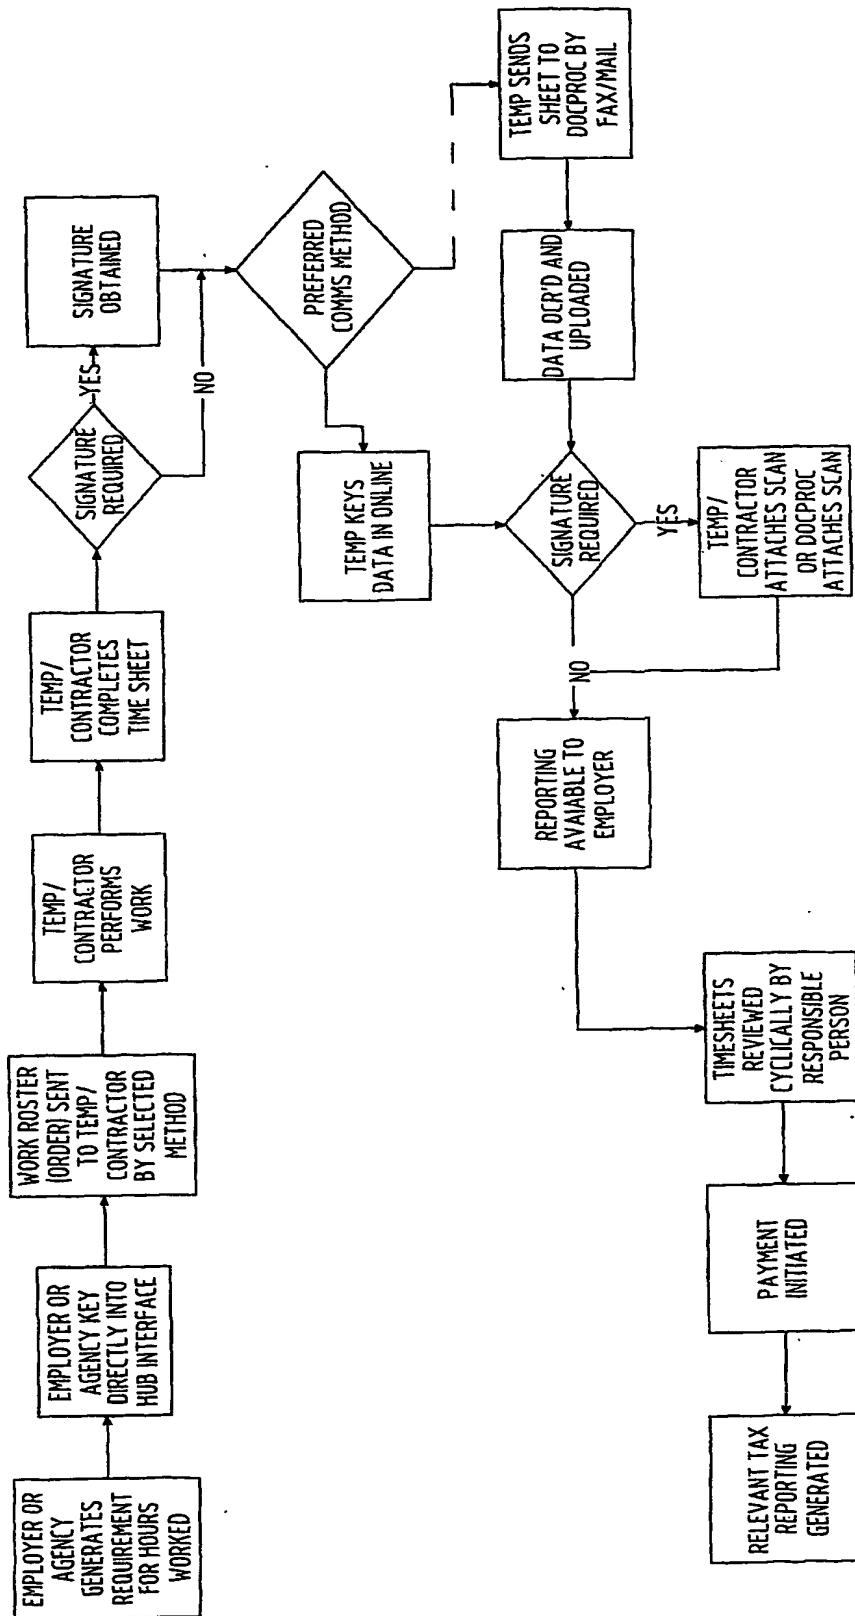 EMPLOYER OR
AGENCY
GENERATES
REQUIREMENT
FOR HOURS
WORKED
EMPLOYER OR
AGENCY KEY
DIRECTLY INTO
HUB INTERFACE
WORK ROSTER
(ORDER) SENT
TO TEMP/
CONTRACTOR
BY SELECTED
METHOD
TEMP/
CONTRACTOR
PERFORMS
WORK
TEMP/
CONTRACTOR
COMPLETES
TIME SHEET
SIGNATURE
REQUIRED
YES
NO
SIGNATURE
OBTAINED
PREFERRED
COMMS METHOD
TEMP KEYS
DATA IN ONLINE
TEMP SENDS
SHEET TO
DOCPROC BY
FAX/MAIL
DATA OCR'D AND
UPLOADED
SIGNATURE
REQUIRED
YES
NO
TEMP/
CONTRACTOR
ATTACHES SCAN
OR DOCPROC
ATTACHES SCAN
REPORTING
AVAIABLE TO
EMPLOYER
TIMESHEETS
REVIEWED
CYCLICALLY BY
RESPONSIBLE
PERSON
PAYMENT
INITIATED
RELEVANT TAX
REPORTING
GENERATED